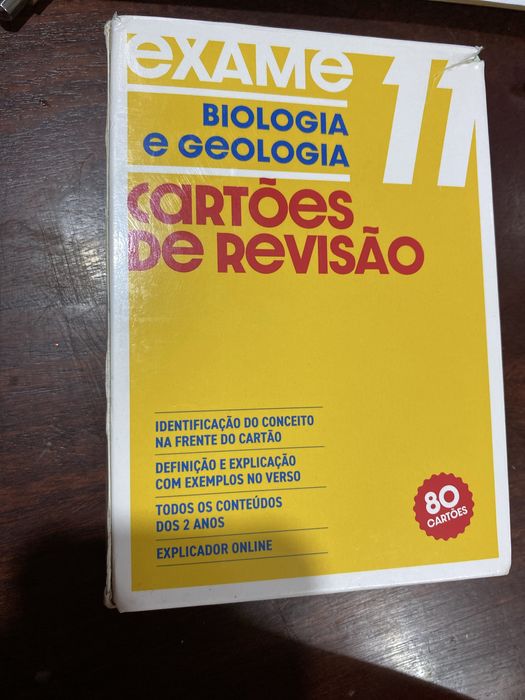 exame 11
BIOLOGIA
e GeOLOGIA
CARTÕes
De Revisão
IDENTIFICAÇÃO DO CONCEITO
NA FRENTE DO CARTÃO
DEFINIÇÃO E EXPLICAÇÃO
COM EXEMPLOS NO VERSO
TODOS OS CONTEÚDOS
DOS 2 ANOS
EXPLICADOR ONLINE
80
CARTÕES